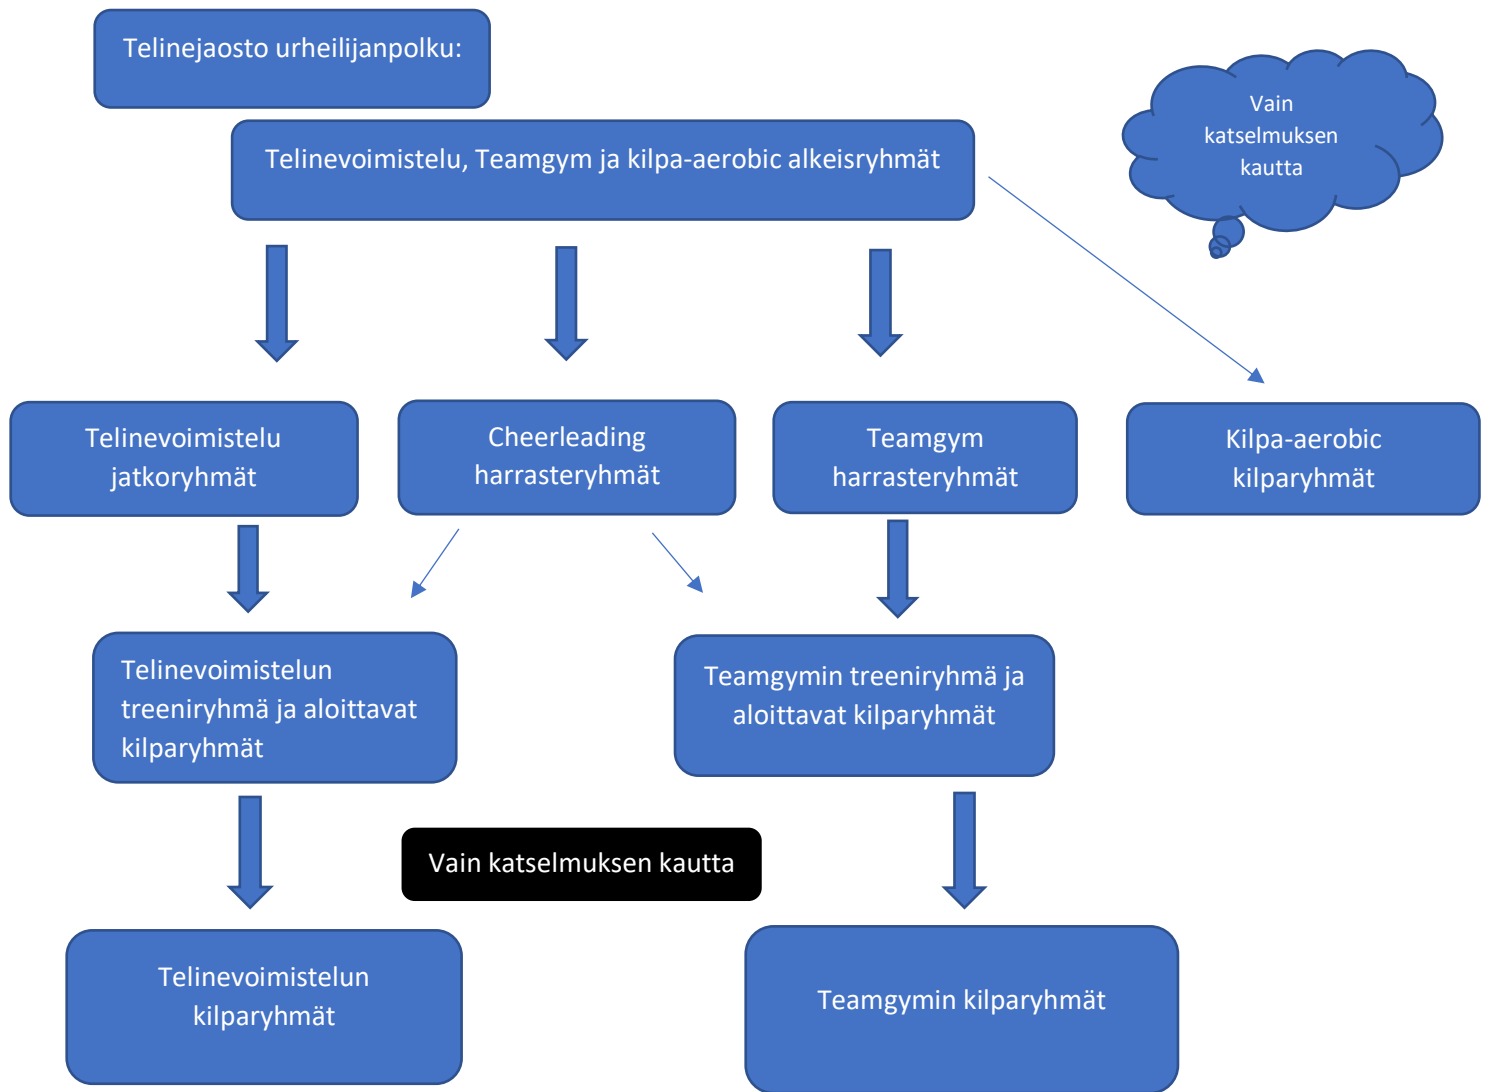 Telinejaosto urheilijanpolku:
Vain
katselmuksen
kautta
Telinevoimistelu, Teamgym ja kilpa-aerobic alkeisryhmät
Telinevoimistelu
jatkoryhmät
Cheerleading
harrasteryhmät
Teamgym
harrasteryhmät
Kilpa-aerobic
kilparyhmät
Telinevoimistelun
treeniryhmä ja aloittavat
kilparyhmät
Teamgymin treeniryhmä ja
aloittavat kilparyhmät
Vain katselmuksen kautta
Telinevoimistelun
kilparyhmät
Teamgymin kilparyhmät